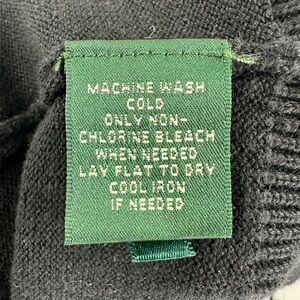 MACHINE WASH
COLD
ONLY NON-
CHLORINE BLEACH
WHEN NEEDED
LAY FLAT TO DRY
COOL IRON
IF NEEDED